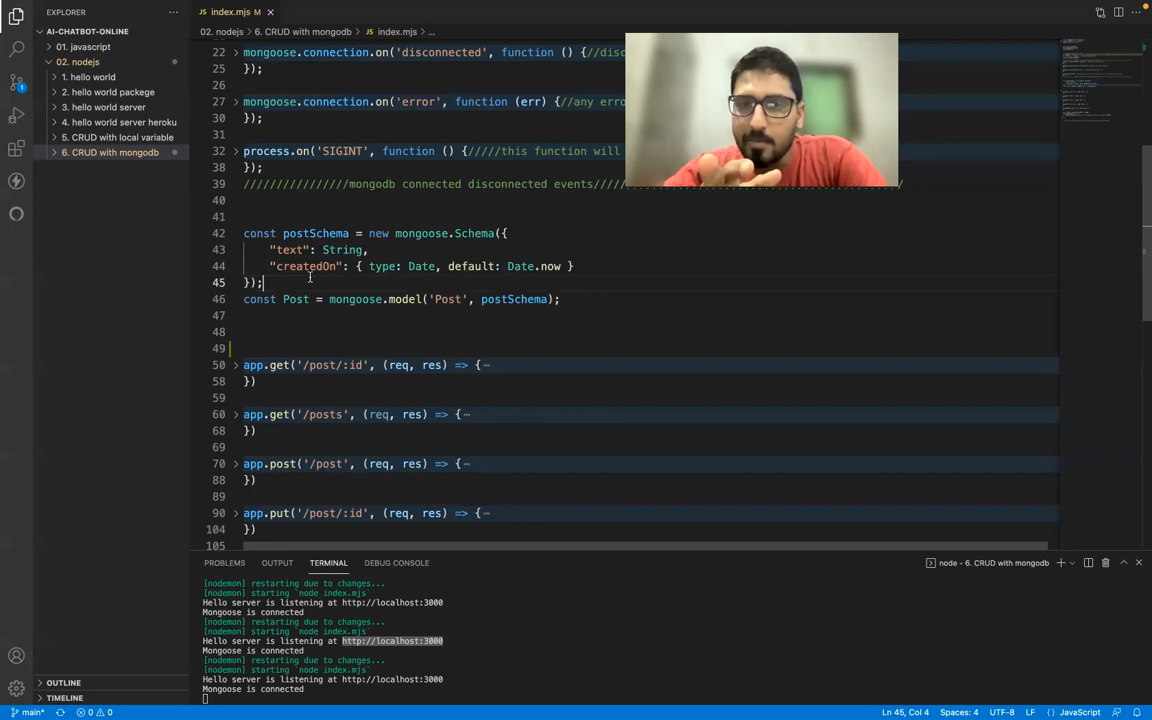 EXPLORER
···
AI-CHATBOT-ONLINE
01. javascript
02. nodejs
1. hello world
2. hello world packege
3. hello world server
4. hello world server heroku
5. CRUD with local variable
6. CRUD with mongodb
OUTLINE
TIMELINE
index.mjs M
02. nodejs > 6. CRUD with mongodb > index.mjs > ...
22 mongoose.connection.on('disconnected', function () {//disc
25 });
26
27 mongoose.connection.on('error', function (err) {//any erro
30 });
31
32 process.on('SIGINT', function () {/////this function will
38 });
39 ////////////////mongodb connected disconnected events/////
40
41
42 const postSchema = new mongoose.Schema({
43 "text": String,
44 "createdOn": { type: Date, default: Date.now }
45 });
46 const Post = mongoose.model('Post', postSchema);
47
48
49
50 app.get('/post/:id', (req, res) => {···
58 })
59
60 app.get('/posts', (req, res) => {···
68 })
69
70 app.post('/post', (req, res) => {···
88 })
89
90 app.put('/post/:id', (req, res) => {···
104 })
105
PROBLEMS OUTPUT TERMINAL DEBUG CONSOLE
node - 6. CRUD with mongodb
[nodemon] restarting due to changes...
[nodemon] starting `node index.mjs`
Hello server is listening at http://localhost:3000
Mongoose is connected
[nodemon] restarting due to changes...
[nodemon] starting `node index.mjs`
Hello server is listening at http://localhost:3000
Mongoose is connected
[nodemon] restarting due to changes...
[nodemon] starting `node index.mjs`
Hello server is listening at http://localhost:3000
Mongoose is connected
main* 0 0
Ln 45, Col 4 Spaces: 4 UTF-8 LF JavaScript